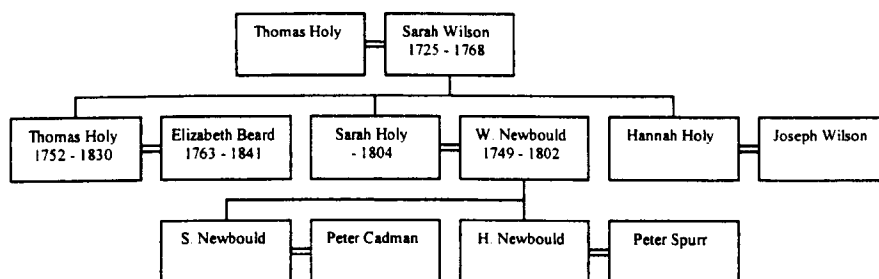 Thomas Holy
Sarah Wilson
1725 - 1768
Thomas Holy
1752 - 1830
Elizabeth Beard
1763 - 1841
Sarah Holy
- 1804
W. Newbould
1749 - 1802
Hannah Holy
Joseph Wilson
S. Newbould
Peter Cadman
H. Newbould
Peter Spurr